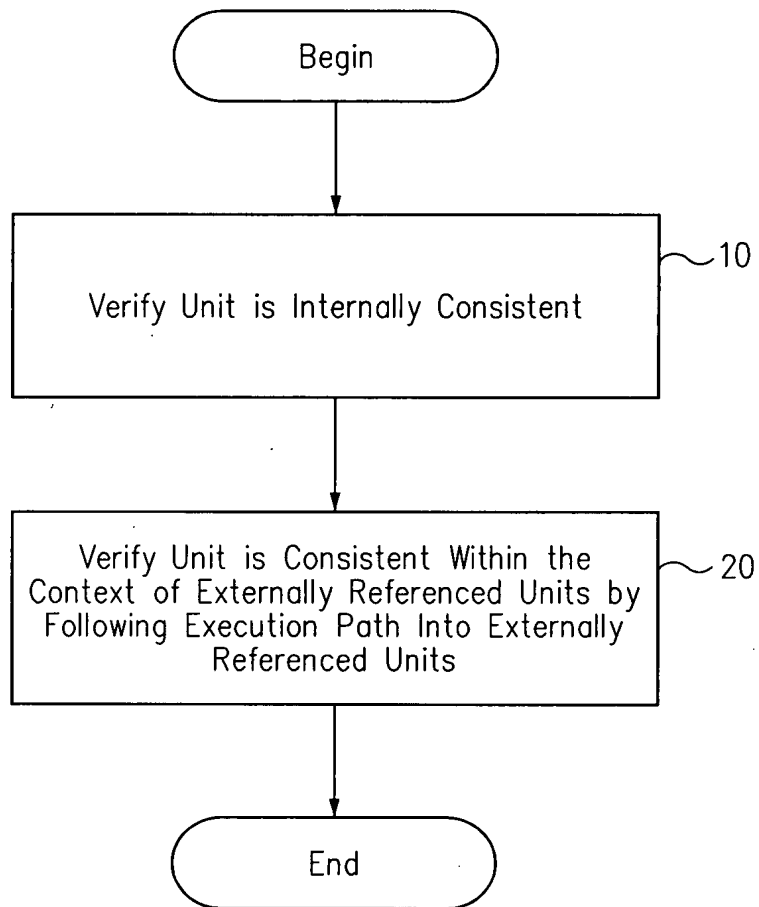 Begin
Verify Unit is Internally Consistent
10
Verify Unit is Consistent Within the
Context of Externally Referenced Units by
Following Execution Path Into Externally
Referenced Units
20
End